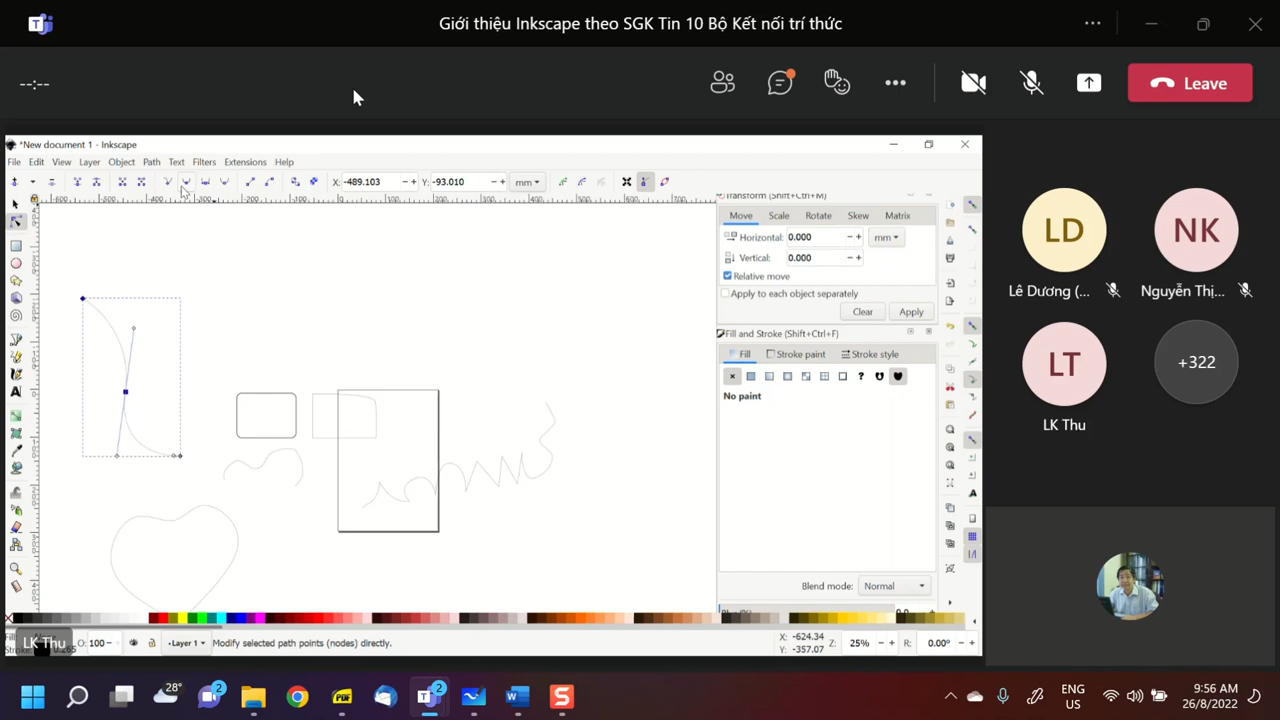 Giới thiệu Inkscape theo SGK Tin 10 Bộ Kết nối trí thức
--:--
Leave
*New document 1 - Inkscape
File Edit View Layer Object Path Text Filters Extensions Help
X: -489.103 Y: -93.010 mm
Transform (Shift+Ctrl+M)
Move Scale Rotate Skew Matrix
Horizontal: 0.000 mm
Vertical: 0.000
Relative move
Apply to each object separately
Clear Apply
Fill and Stroke (Shift+Ctrl+F)
Fill Stroke paint Stroke style
No paint
Blend mode: Normal
LK Thu
O: 100
Layer 1
Modify selected path points (nodes) directly.
X: -624.34
Y: -357.07
Z: 25%
R: 0.00°
LD
Lê Dương (...
NK
Nguyễn Thị...
LT
LK Thu
+322
28°
2
PDF
2
ENG
US
9:56 AM
26/8/2022